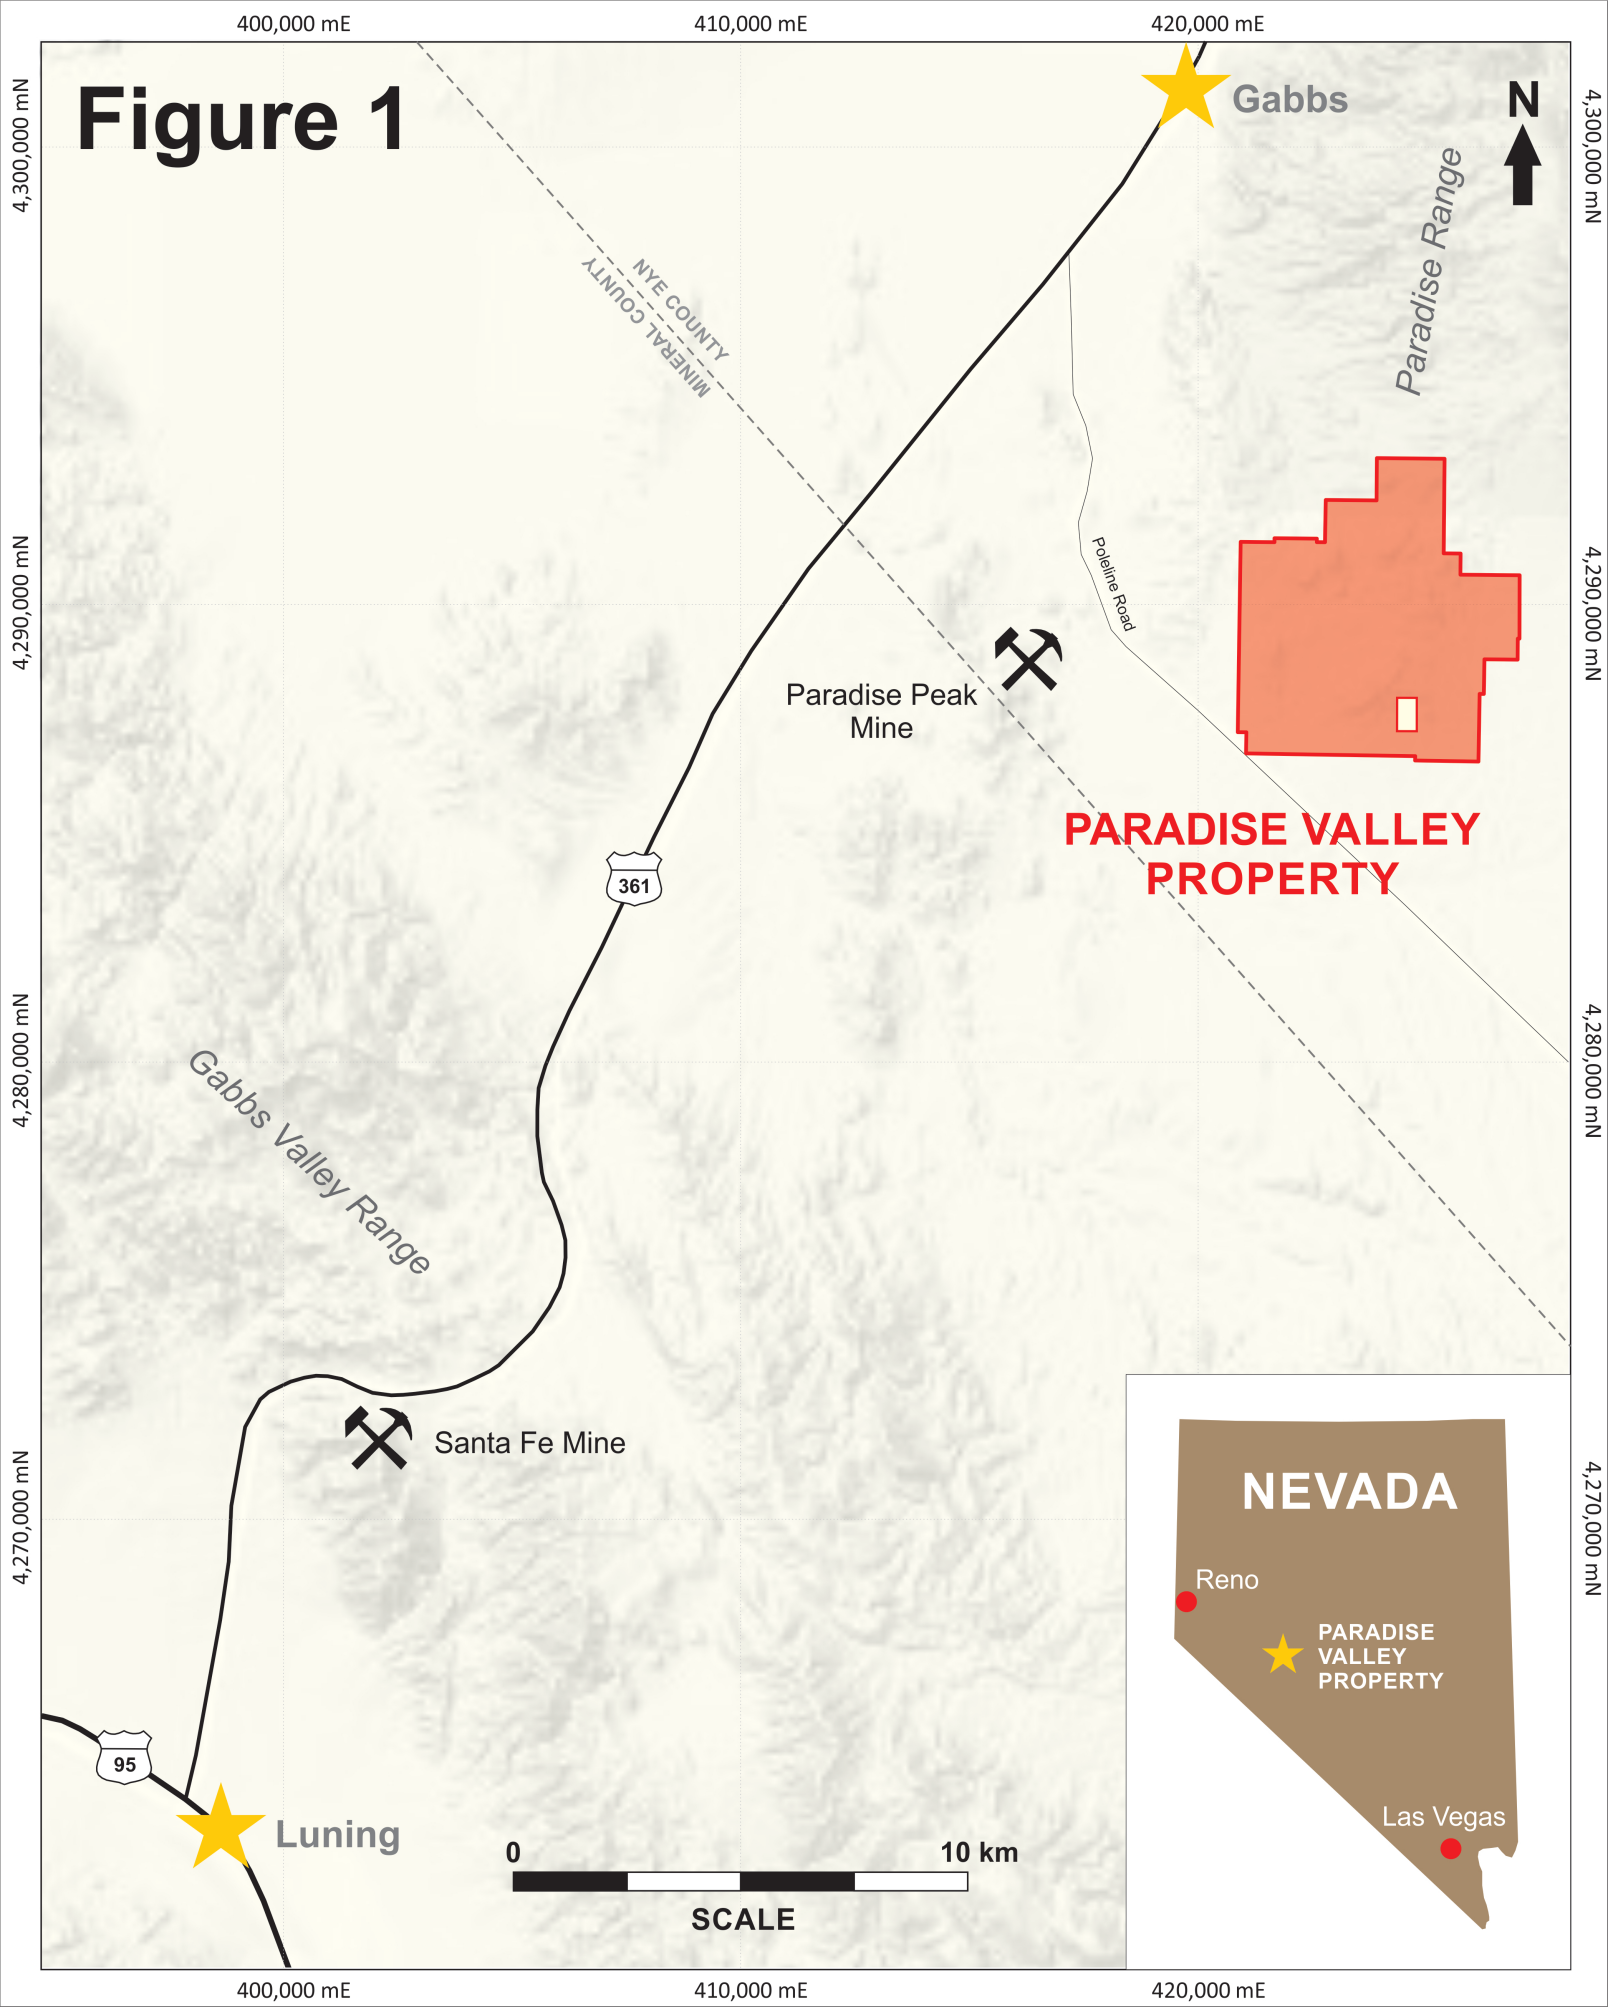 400,000 mE
410,000 mE
420,000 mE
Figure 1
Gabbs
N
4,300,000 mN
4,300,000 mN
Paradise Range
NYE COUNTY
MINERAL COUNTY
4,290,000 mN
4,290,000 mN
Poleline Road
Paradise Peak
Mine
PARADISE VALLEY
PROPERTY
361
4,280,000 mN
4,280,000 mN
Gabbs Valley Range
Santa Fe Mine
4,270,000 mN
4,270,000 mN
NEVADA
Reno
PARADISE
VALLEY
PROPERTY
Las Vegas
95
Luning
0
10 km
SCALE
400,000 mE
410,000 mE
420,000 mE